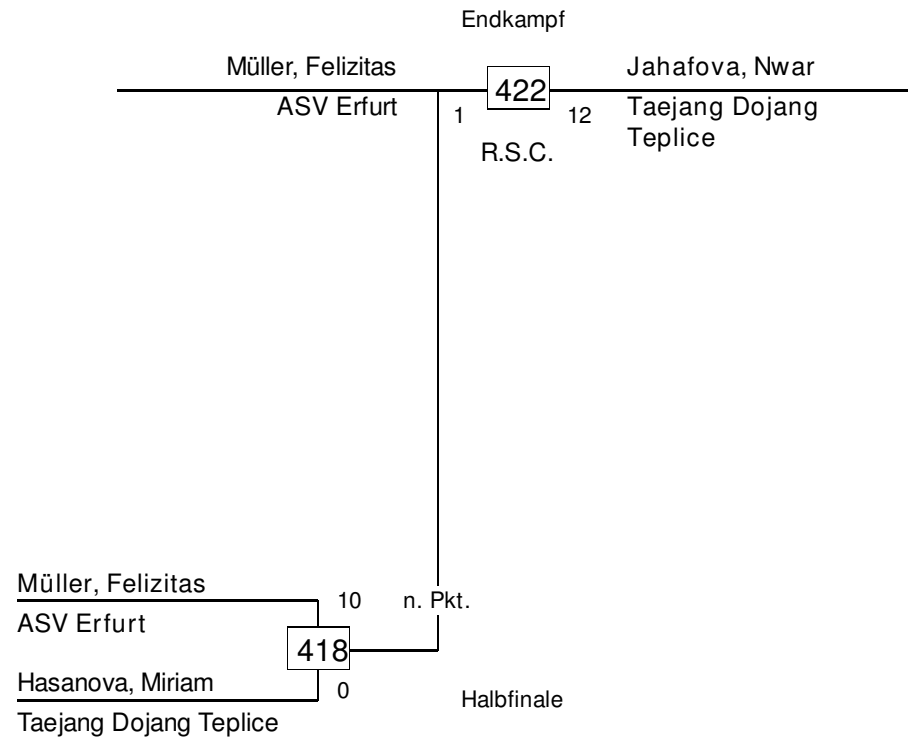 Endkampf
Müller, Felizitas
ASV Erfurt
1
422
12
R.S.C.
Jahafova, Nwar
Taejang Dojang
Teplice
Müller, Felizitas
ASV Erfurt
10
n. Pkt.
418
Hasanova, Miriam
Taejang Dojang Teplice
0
Halbfinale